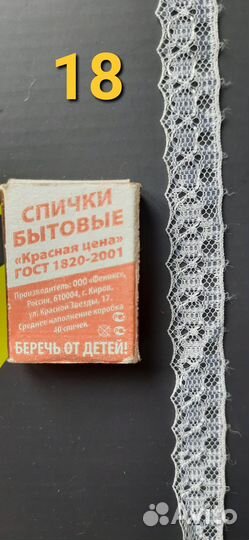 18
СПИЧКИ
БЫТОВЫЕ
«Красная цена»
ГОСТ 1820-2001
Производитель: ООО «Феникс»,
Россия, 610004, г. Киров,
ул. Красной Звезды, 17.
Среднее наполнение коробка
40 спичек.
БЕРЕЧЬ ОТ ДЕТЕЙ!
Avito